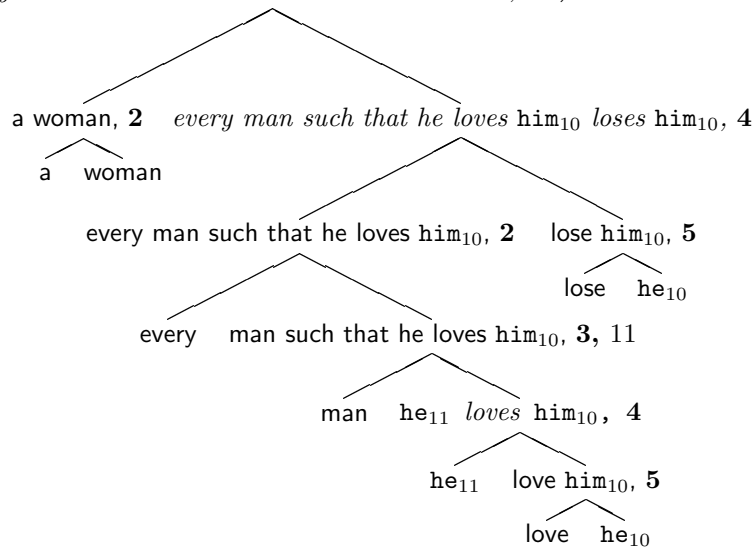 a woman, 2 every man such that he loves him₁₀ loses him₁₀, 4
a woman
every man such that he loves him₁₀, 2 lose him₁₀, 5
lose he₁₀
every man such that he loves him₁₀, 3, 11
man he₁₁ loves him₁₀, 4
he₁₁ love him₁₀, 5
love he₁₀